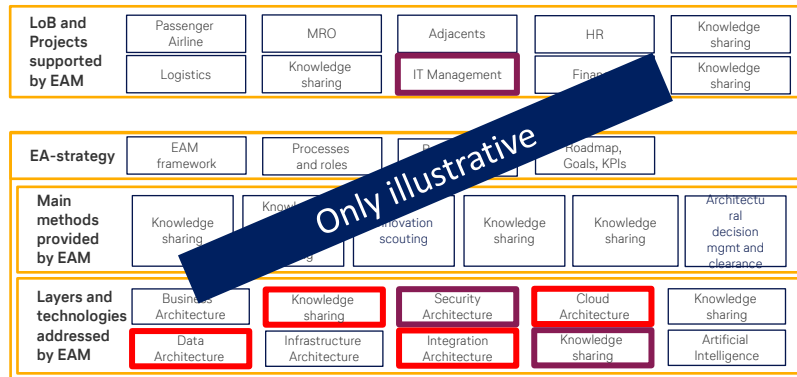 LoB and
Projects
supported
by EAM
Passenger
Airline
MRO
Adjacents
HR
Knowledge
sharing
Logistics
Knowledge
sharing
IT Management
Knowledge
sharing
EA-strategy
EAM
framework
Processes
and roles
Roadmap,
Goals, KPIs
Main
methods
provided
by EAM
Knowledge
sharing
scouting
Knowledge
sharing
Knowledge
sharing
Architectu
ral
decision
mgmt and
clearance
Only illustrative
Layers and
technologies
addressed
by EAM
Business
Architecture
Knowledge
sharing
Security
Architecture
Cloud
Architecture
Knowledge
sharing
Data
Architecture
Infrastructure
Architecture
Integration
Architecture
Knowledge
sharing
Artificial
Intelligence